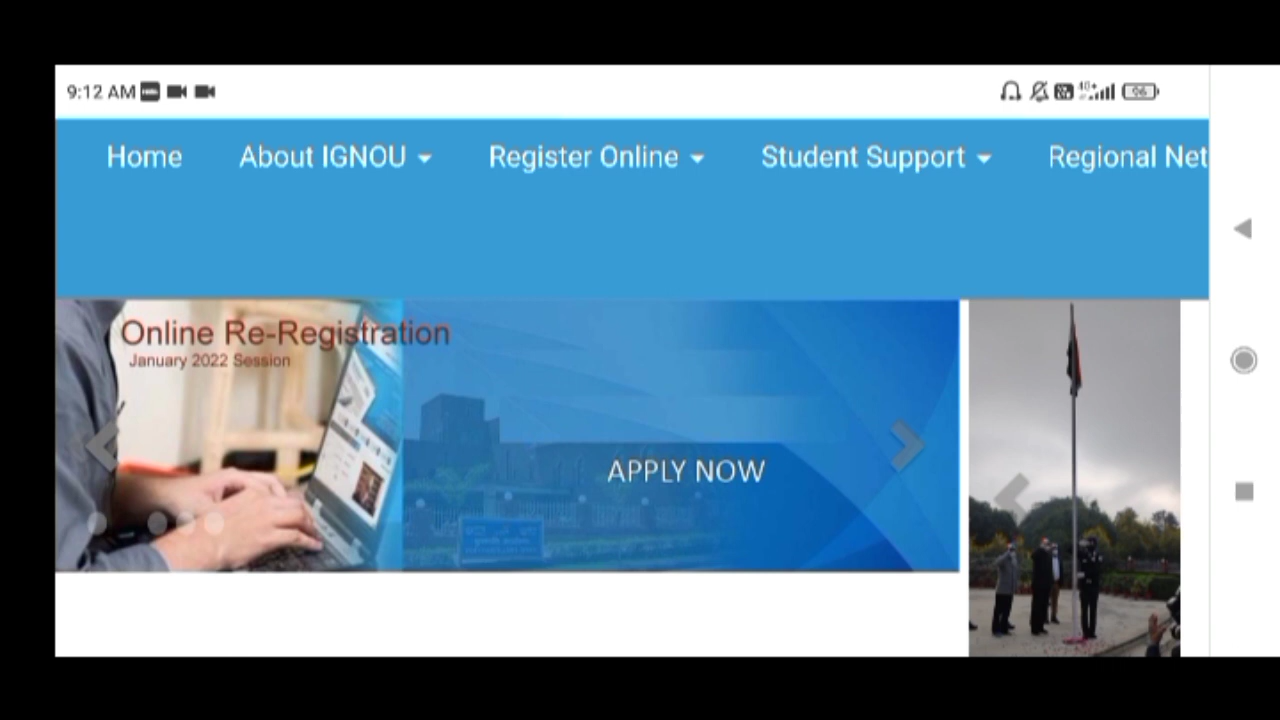 9:12 AM
Home About IGNOU Register Online Student Support Regional Net
Online Re-Registration
January 2022 Session
APPLY NOW